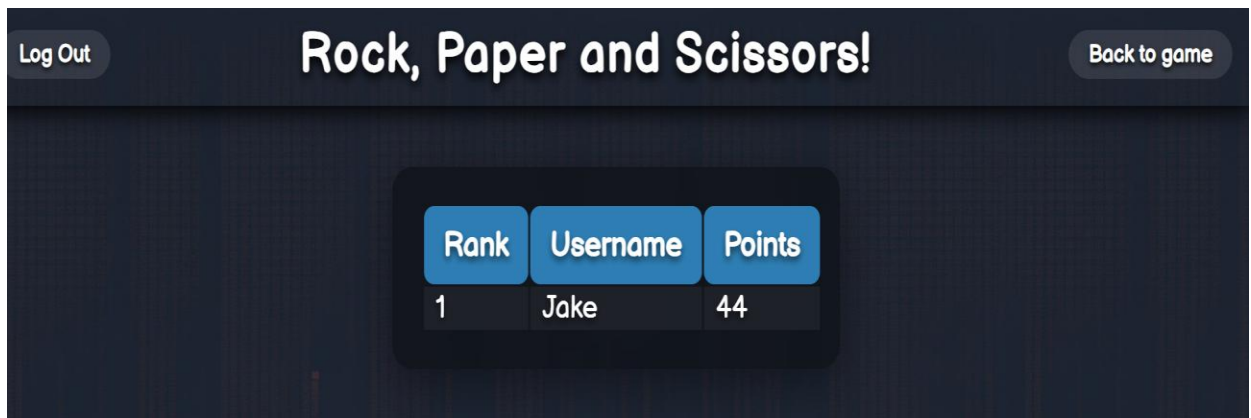 Log Out
Rock, Paper and Scissors!
Back to game
Rank Username Points
1 Jake 44